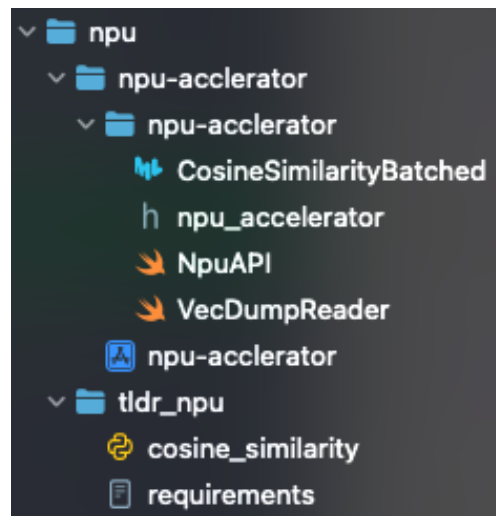 npu
npu-acclerator
npu-acclerator
CosineSimilarityBatched
h npu_accelerator
NpuAPI
VecDumpReader
npu-acclerator
tldr_npu
cosine_similarity
requirements